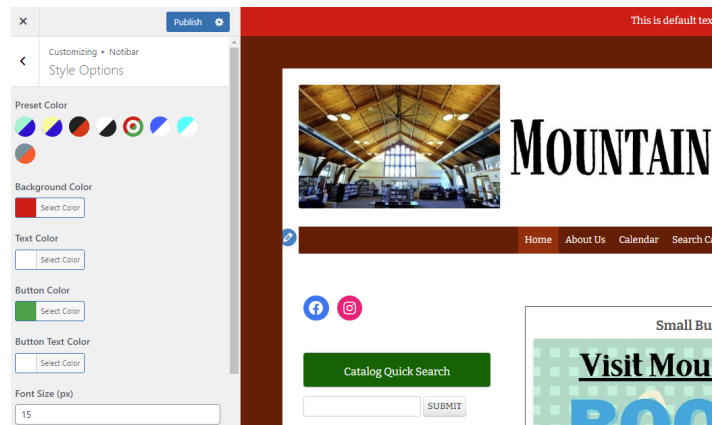 Publish
Customizing ▸ Notibar
Style Options
Preset Color
Background Color
Select Color
Text Color
Select Color
Button Color
Select Color
Button Text Color
Select Color
Font Size (px)
15
This is default tex
MOUNTAIN
Home About Us Calendar Search Ca
Catalog Quick Search
SUBMIT
Small Bu
Visit Mou
BOO